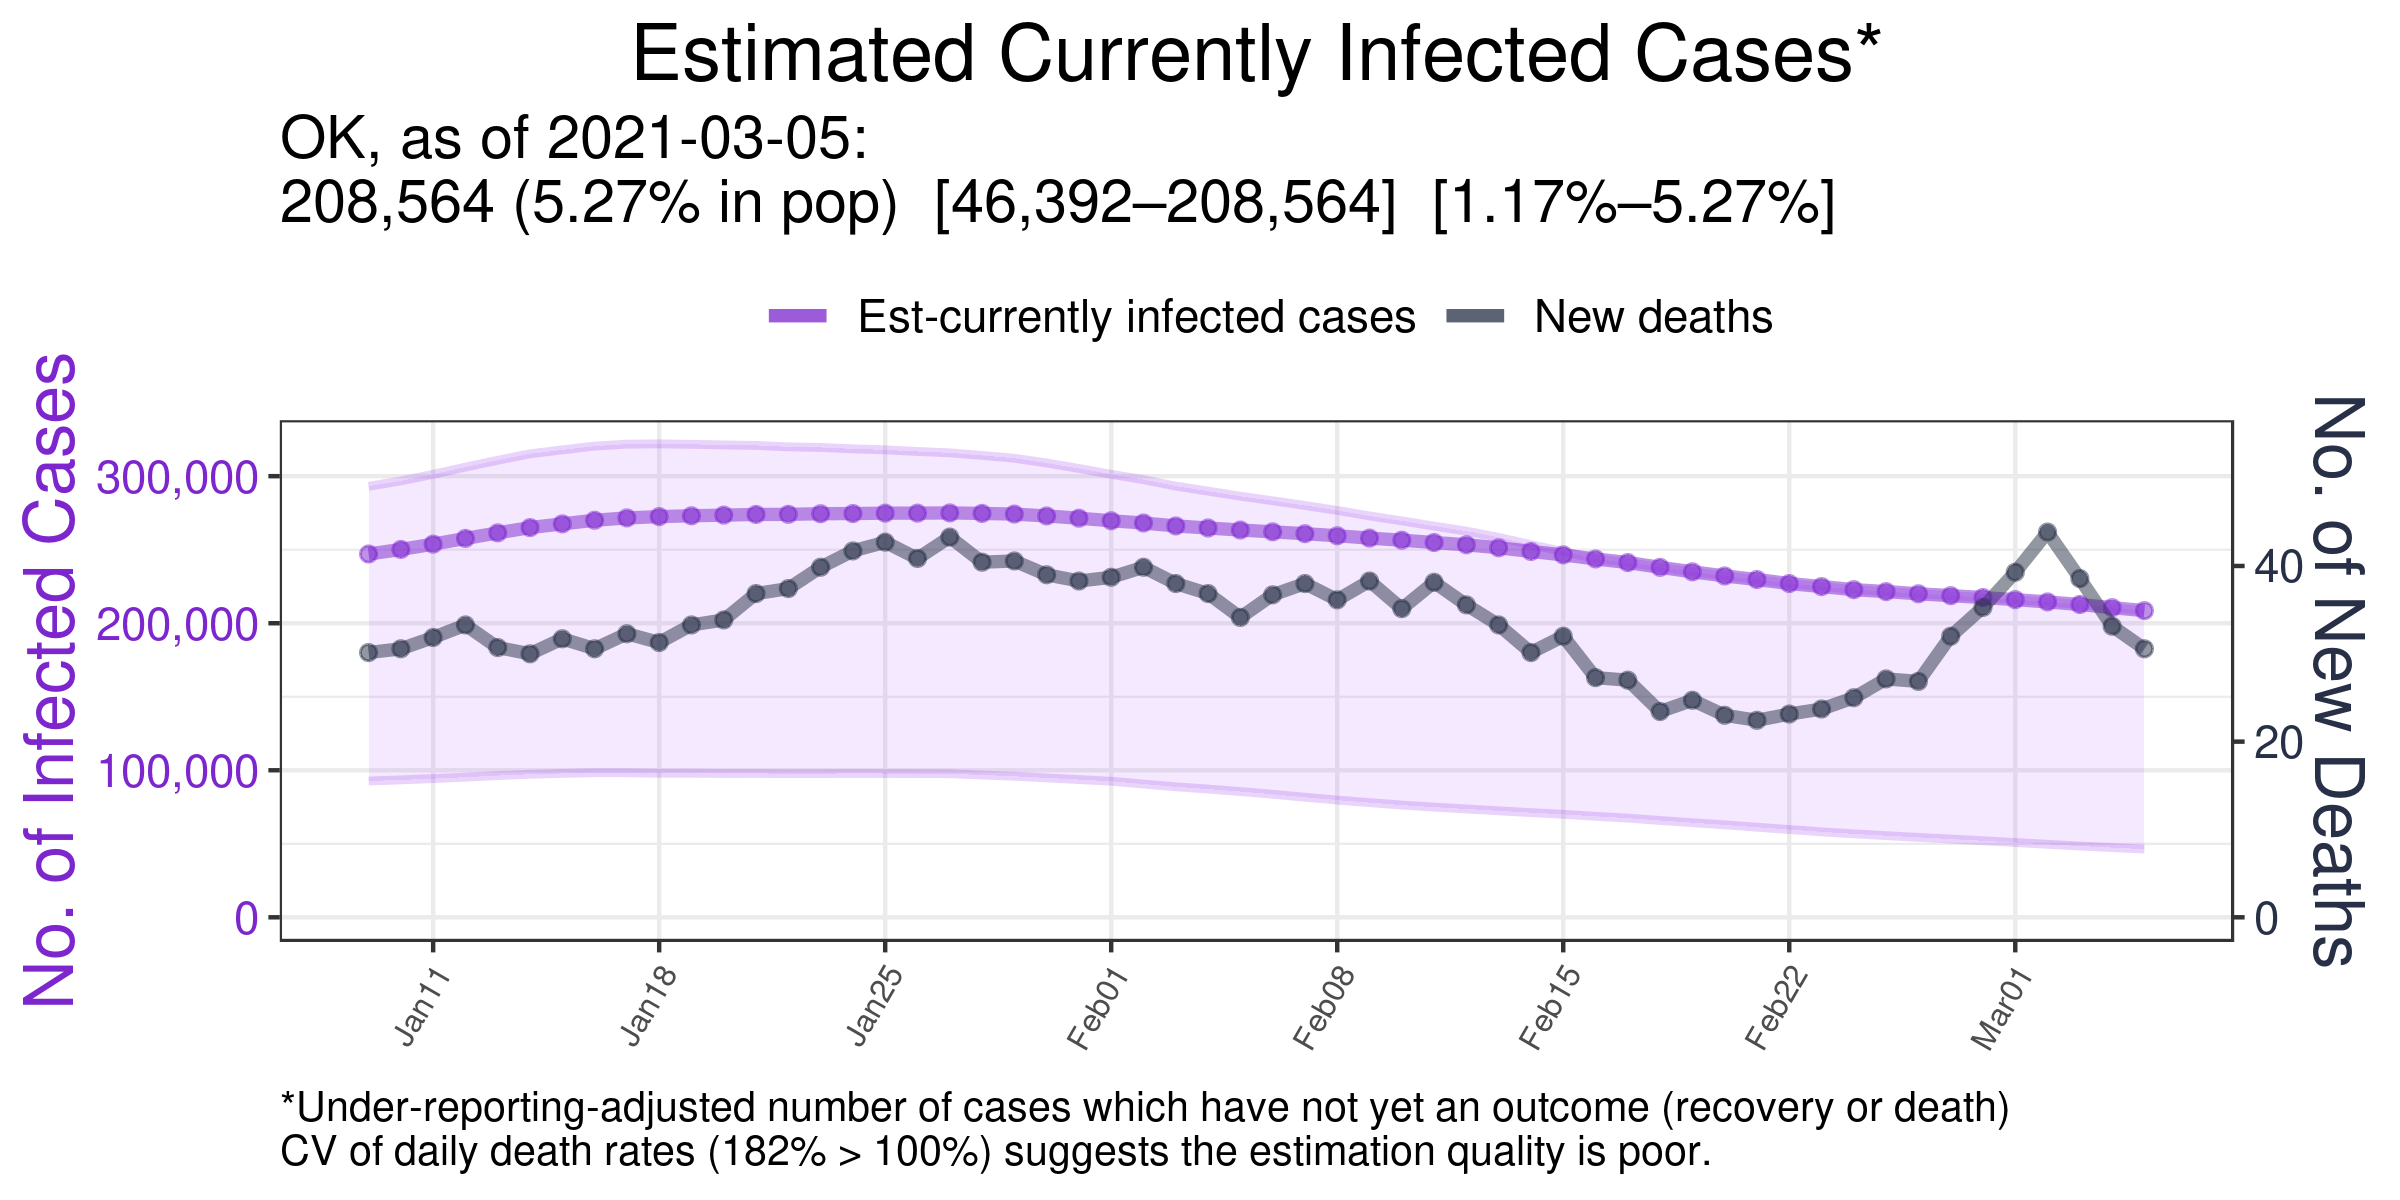 Estimated Currently Infected Cases*
OK, as of 2021-03-05:
208,564 (5.27% in pop)  [46,392–208,564]  [1.17%–5.27%]
Est-currently infected cases
New deaths
No. of Infected Cases
300,000
200,000
100,000
0
No. of New Deaths
40
20
0
Jan11
Jan18
Jan25
Feb01
Feb08
Feb15
Feb22
Mar01
*Under-reporting-adjusted number of cases which have not yet an outcome (recovery or death)
CV of daily death rates (182% > 100%) suggests the estimation quality is poor.